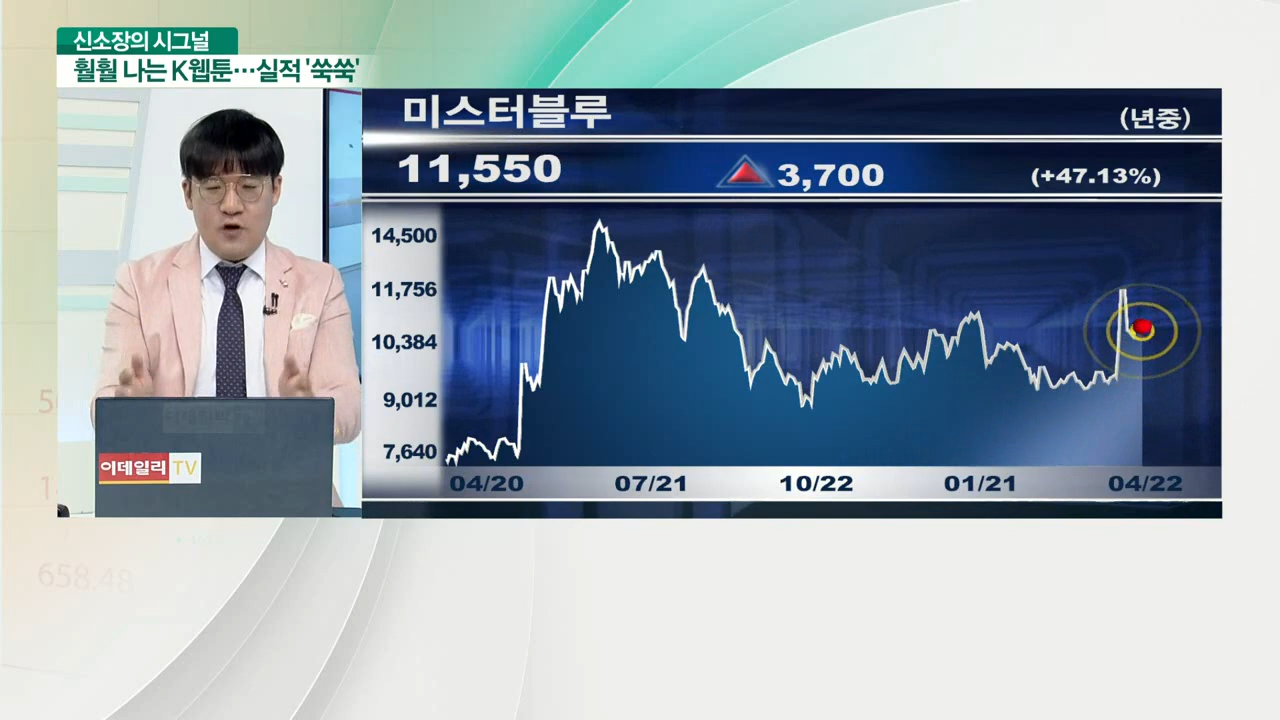 신소장의 시그널
훨훨 나는 K웹툰…실적 '쑥쑥'
미스터블루
(년중)
11,550
3,700
(+47.13%)
14,500
11,756
10,384
9,012
7,640
04/20
07/21
10/22
01/21
04/22
이데일리 TV
658.48